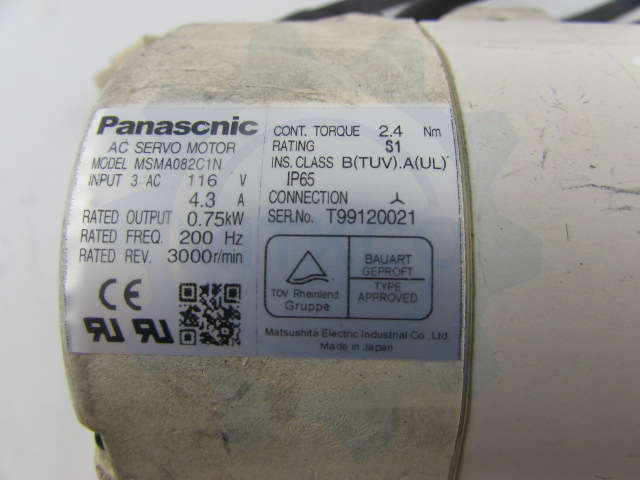 Panasonic
AC SERVO MOTOR
MODEL MSMA082C1N
INPUT 3 AC 116 V
4.3 A
RATED OUTPUT 0.75kW
RATED FREQ. 200 Hz
RATED REV. 3000r/min
CONT. TORQUE 2.4 Nm
RATING S1
INS. CLASS B(TUV).A(UL)
IP65
CONNECTION
SER.No. T99120021
TÜV Rheinland
Gruppe
BAUART
GEPROFT
TYPE
APPROVED
CE
Matsushita Electric Industrial Co.,Ltd.
Made in Japan